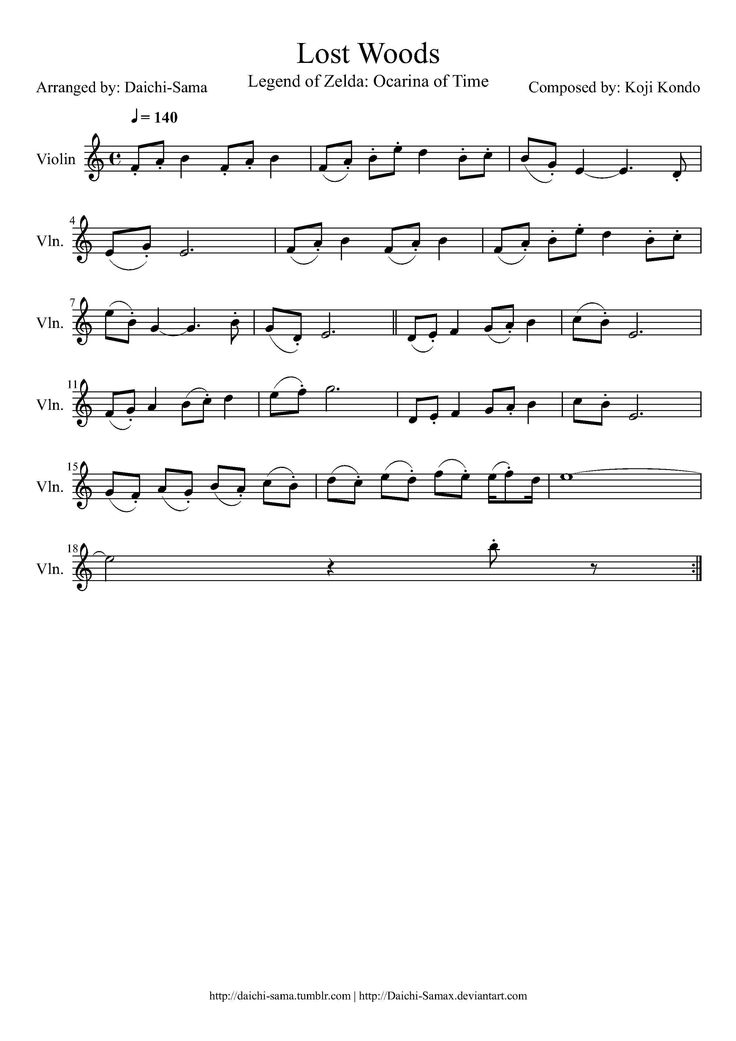 Lost Woods
Legend of Zelda: Ocarina of Time
Arranged by: Daichi-Sama
Composed by: Koji Kondo
♩ = 140
Violin
4
Vln.
7
Vln.
11
Vln.
15
Vln.
18
Vln.
http://daichi-sama.tumblr.com | http://Daichi-Samax.deviantart.com